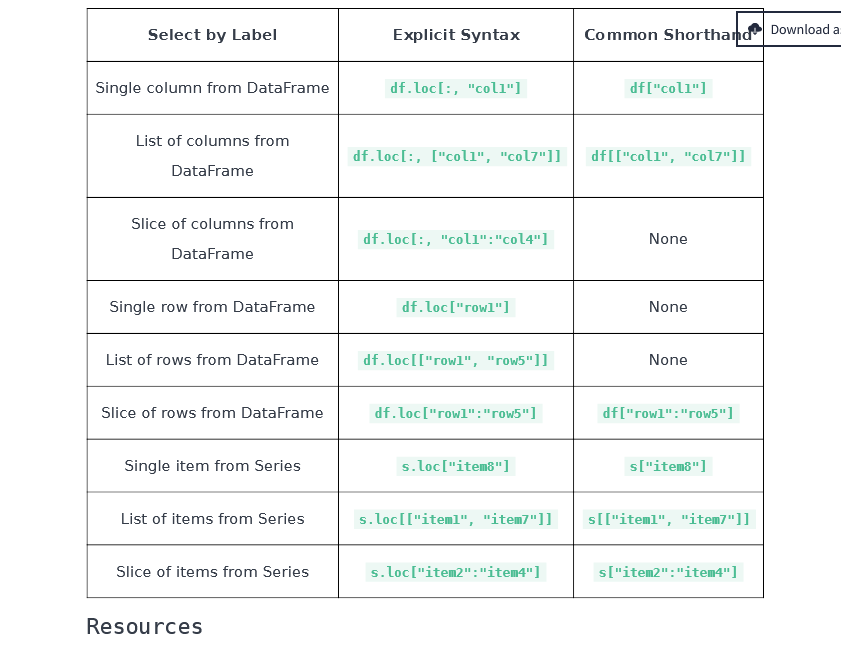 Select by Label Explicit Syntax Common Shorthand Download as
Single column from DataFrame df.loc[:, "col1"] df["col1"]
List of columns from
DataFrame df.loc[:, ["col1", "col7"]] df[["col1", "col7"]]
Slice of columns from
DataFrame df.loc[:, "col1":"col4"] None
Single row from DataFrame df.loc["row1"] None
List of rows from DataFrame df.loc[["row1", "row5"]] None
Slice of rows from DataFrame df.loc["row1":"row5"] df["row1":"row5"]
Single item from Series s.loc["item8"] s["item8"]
List of items from Series s.loc[["item1", "item7"]] s[["item1", "item7"]]
Slice of items from Series s.loc["item2":"item4"] s["item2":"item4"]
Resources